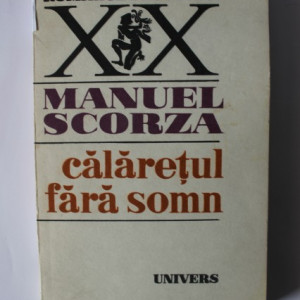 XX
MANUEL
SCORZA
călărețul
fără somn
UNIVERS